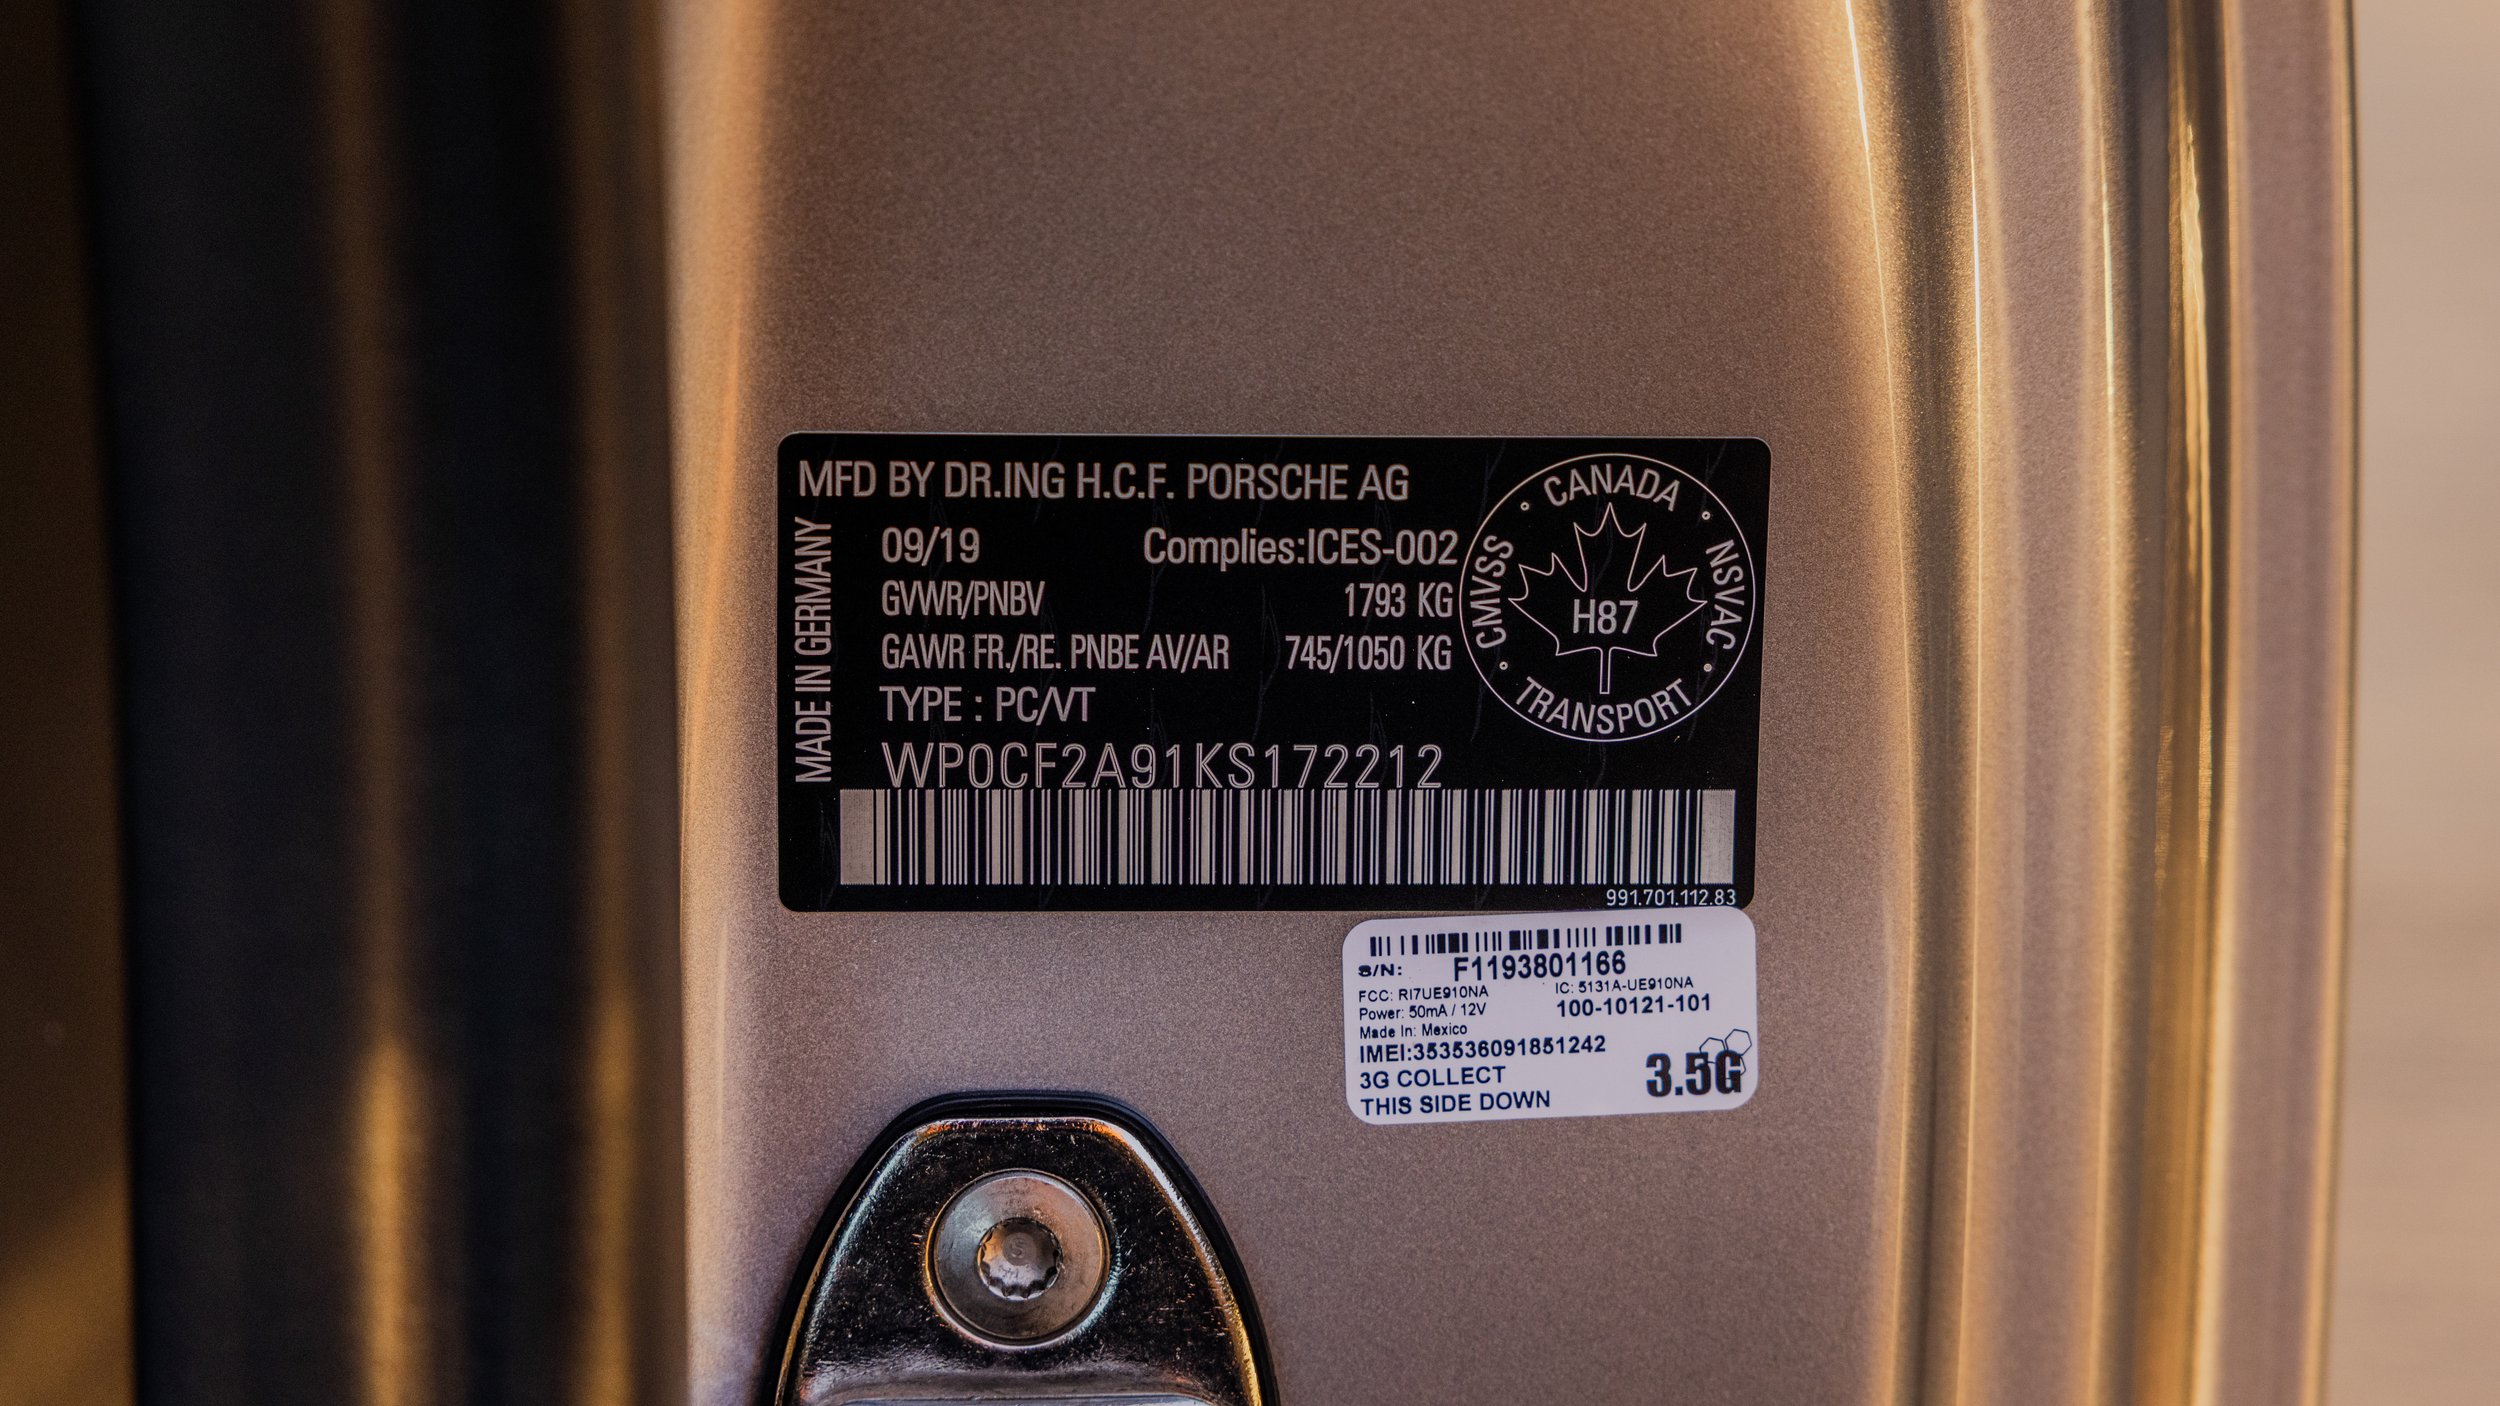 MFD BY DR.ING H.C.F. PORSCHE AG
MADE IN GERMANY
09/19 Complies:ICES-002
GVWR/PNBV 1793 KG
GAWR FR./RE. PNBE AV/AR 745/1050 KG
TYPE : PC/VT
WP0CF2A91KS172212
CANADA
CMVSS
NSVAC
H87
TRANSPORT
991.701.112.83
S/N: F1193801166
FCC: RI7UE910NA IC: 5131A-UE910NA
Power: 50mA / 12V 100-10121-101
Made In: Mexico
IMEI:353536091851242
3G COLLECT 3.5G
THIS SIDE DOWN